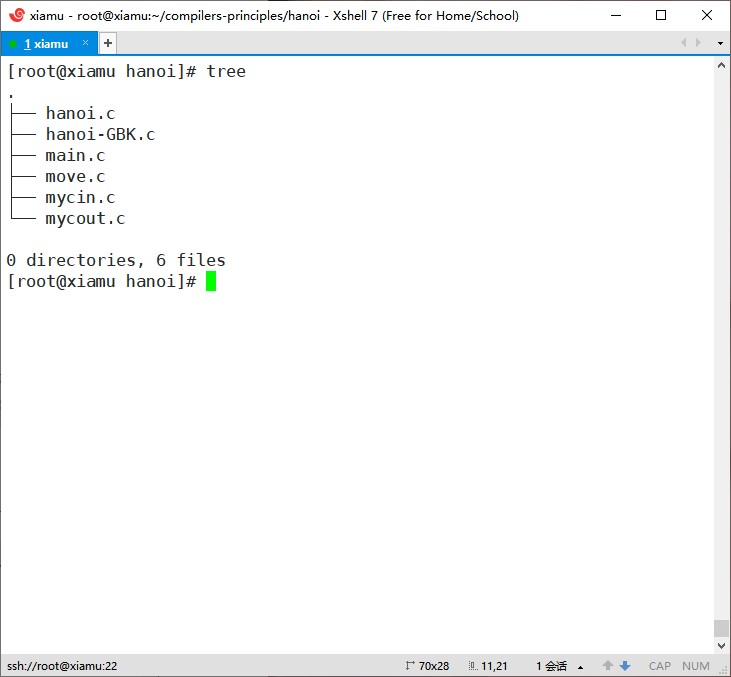 xiamu - root@xiamu:~/compilers-principles/hanoi - Xshell 7 (Free for Home/School)
1 xiamu × +
[root@xiamu hanoi]# tree
.
├── hanoi.c
├── hanoi-GBK.c
├── main.c
├── move.c
├── mycin.c
└── mycout.c
0 directories, 6 files
[root@xiamu hanoi]#
ssh://root@xiamu:22 70x28 11,21 1 会话 CAP NUM